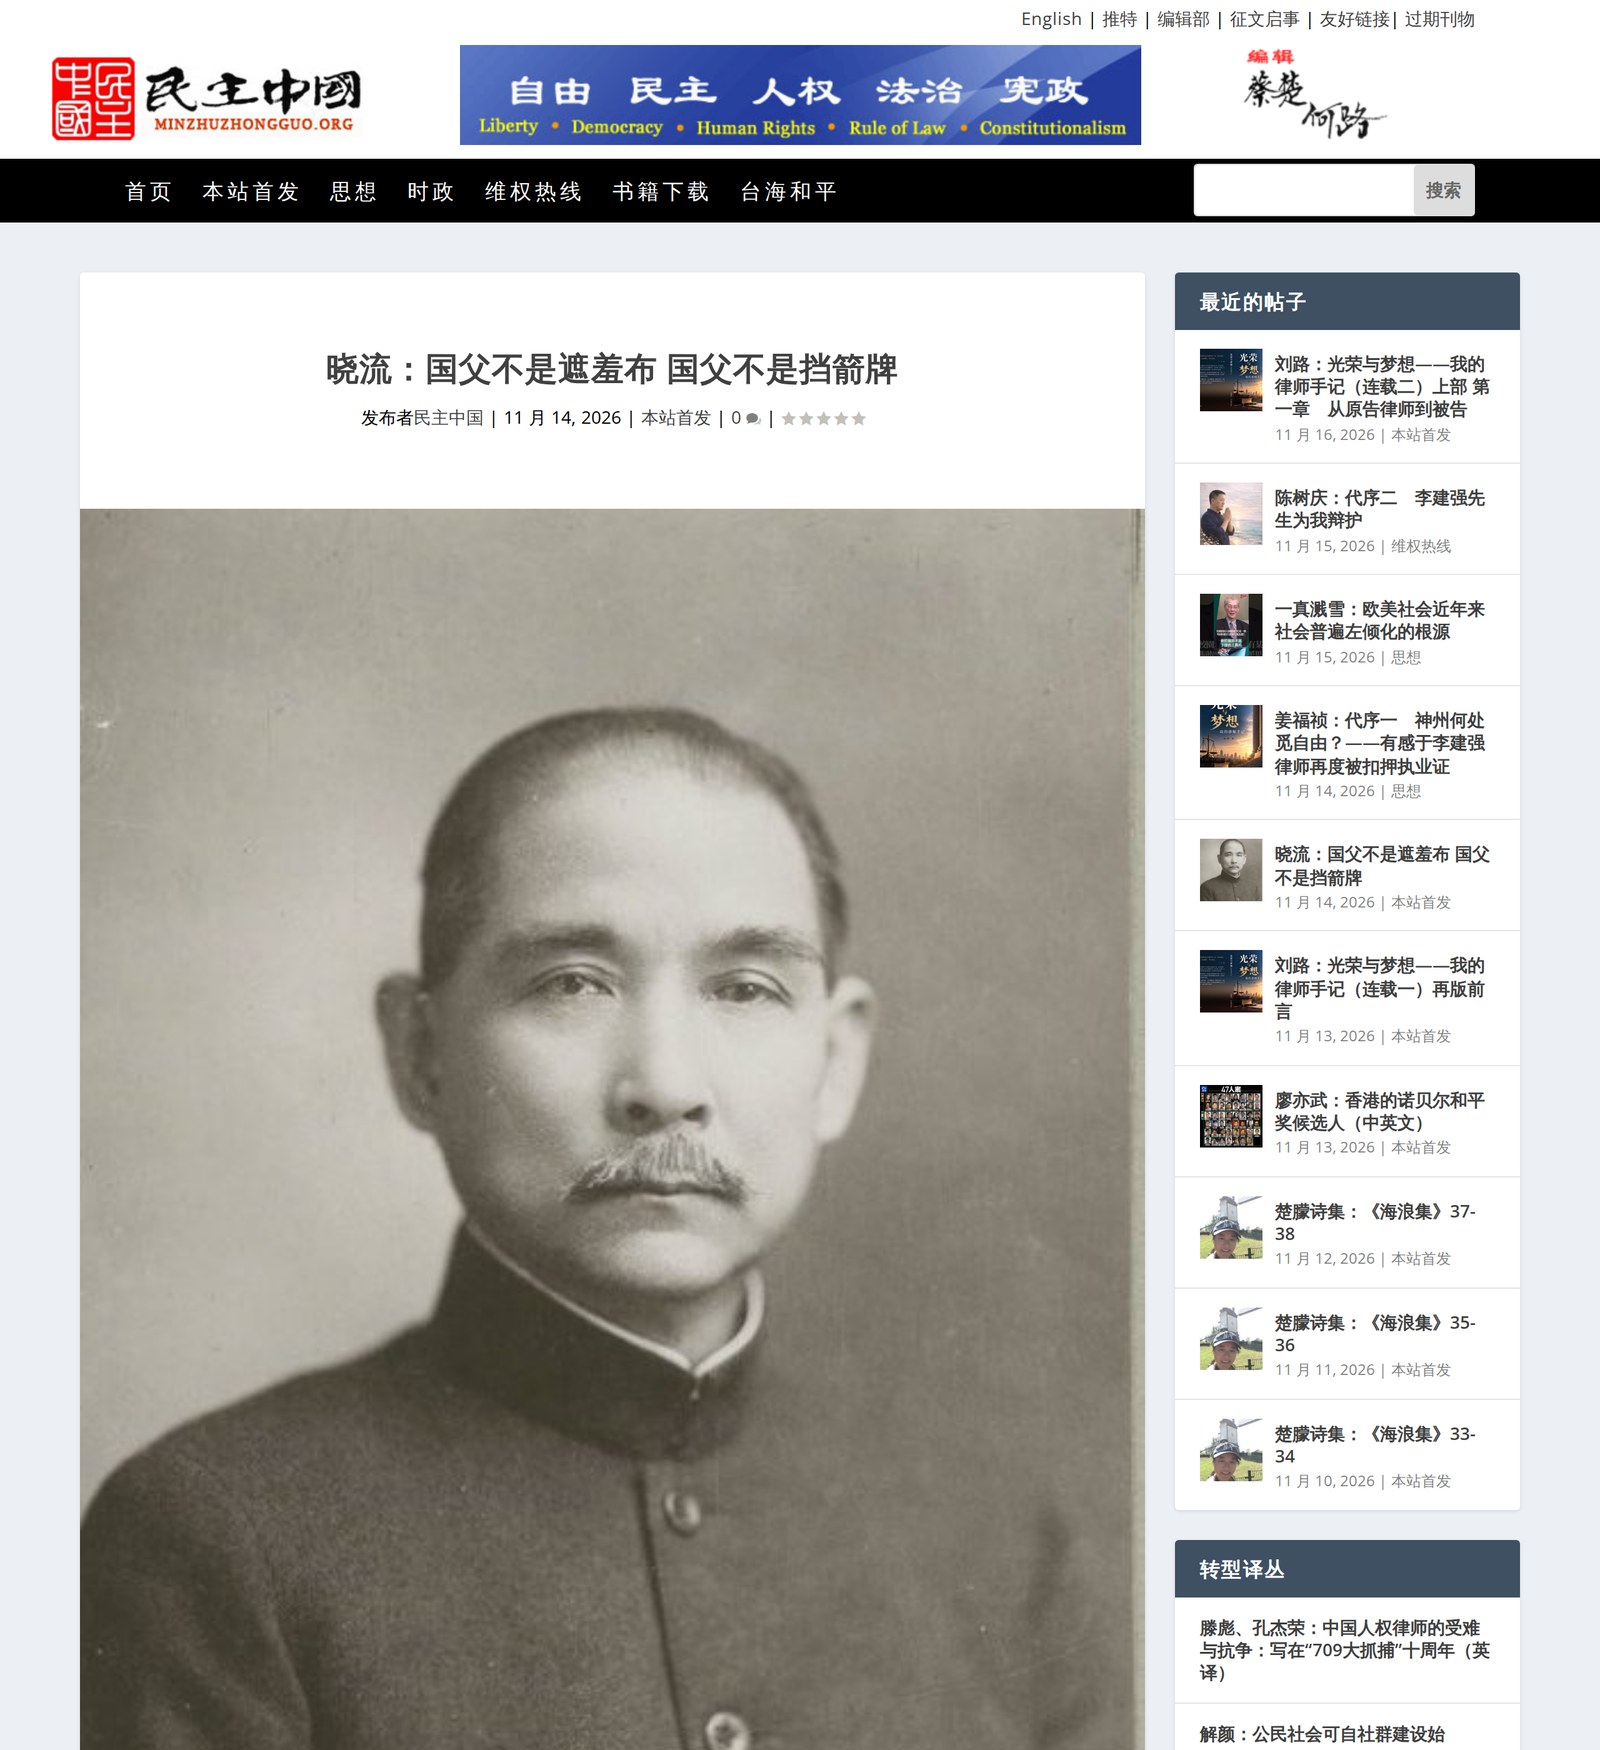 English | 推特 | 编辑部 | 征文启事 | 友好链接| 过期刊物
中國民主
民主中國
MINZHUZHONGGUO.ORG
自由 民主 人权 法治 宪政
Liberty • Democracy • Human Rights • Rule of Law • Constitutionalism
编辑
蔡楚
何路
首页 本站首发 思想 时政 维权热线 书籍下载 台海和平
搜索
晓流：国父不是遮羞布 国父不是挡箭牌
发布者民主中国 | 11 月 14, 2026 | 本站首发 | 0 |
最近的帖子
光荣
梦想
刘路：光荣与梦想——我的
律师手记（连载二）上部 第
一章　从原告律师到被告
11 月 16, 2026 | 本站首发
陈树庆：代序二　李建强先
生为我辩护
11 月 15, 2026 | 维权热线
一真溅雪：欧美社会近年来
社会普遍左倾化的根源
11 月 15, 2026 | 思想
梦想
姜福祯：代序一　神州何处
觅自由？——有感于李建强
律师再度被扣押执业证
11 月 14, 2026 | 思想
晓流：国父不是遮羞布 国父
不是挡箭牌
11 月 14, 2026 | 本站首发
光荣
梦想
刘路：光荣与梦想——我的
律师手记（连载一）再版前
言
11 月 13, 2026 | 本站首发
47人案
廖亦武：香港的诺贝尔和平
奖候选人（中英文）
11 月 13, 2026 | 本站首发
楚朦诗集：《海浪集》37-
38
11 月 12, 2026 | 本站首发
楚朦诗集：《海浪集》35-
36
11 月 11, 2026 | 本站首发
楚朦诗集：《海浪集》33-
34
11 月 10, 2026 | 本站首发
转型译丛
滕彪、孔杰荣：中国人权律师的受难
与抗争：写在“709大抓捕”十周年（英
译）
解颜：公民社会可自社群建设始